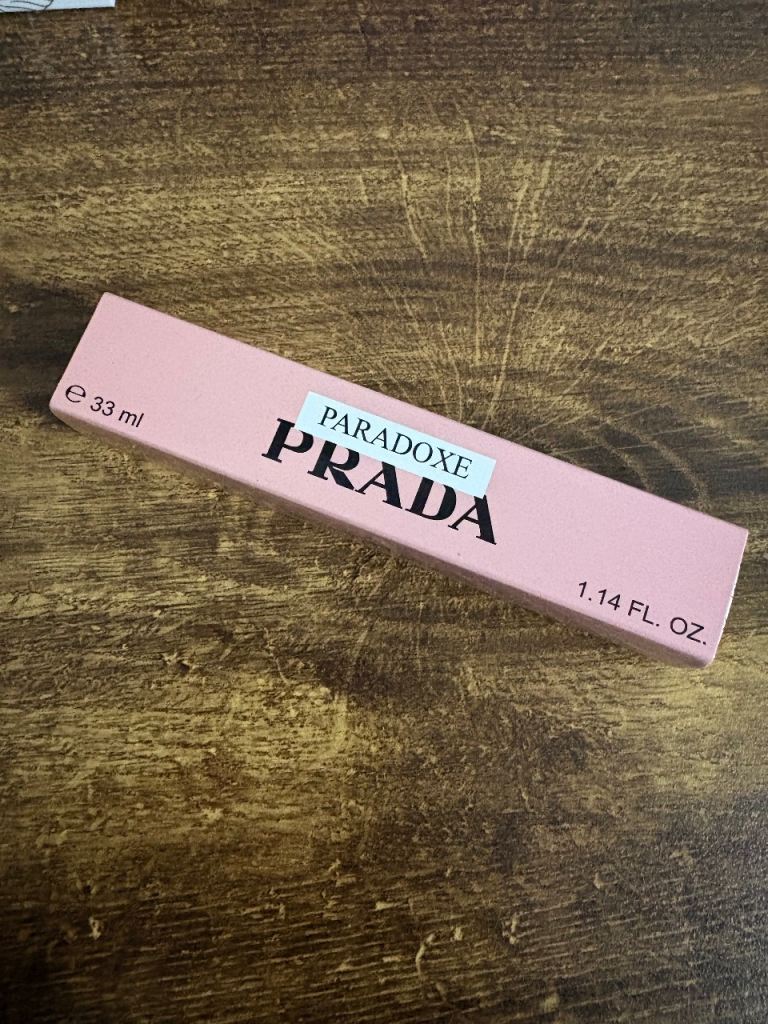 ℮ 33 ml
PARADOXE
PRADA
1.14 FL. OZ.